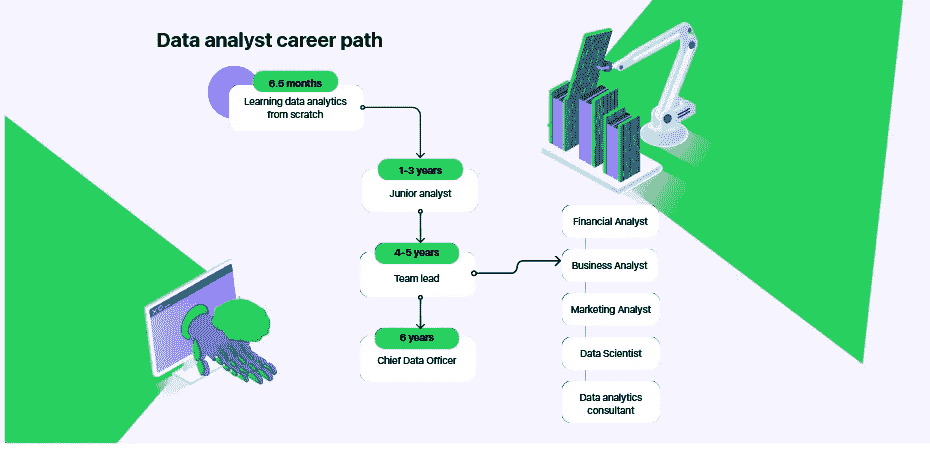 Data analyst career path
6.5 months
Learning data analytics
from scratch
1-3 years
Junior analyst
4-5 years
Team lead
6 years
Chief Data Officer
Financial Analyst
Business Analyst
Marketing Analyst
Data Scientist
Data analytics
consultant